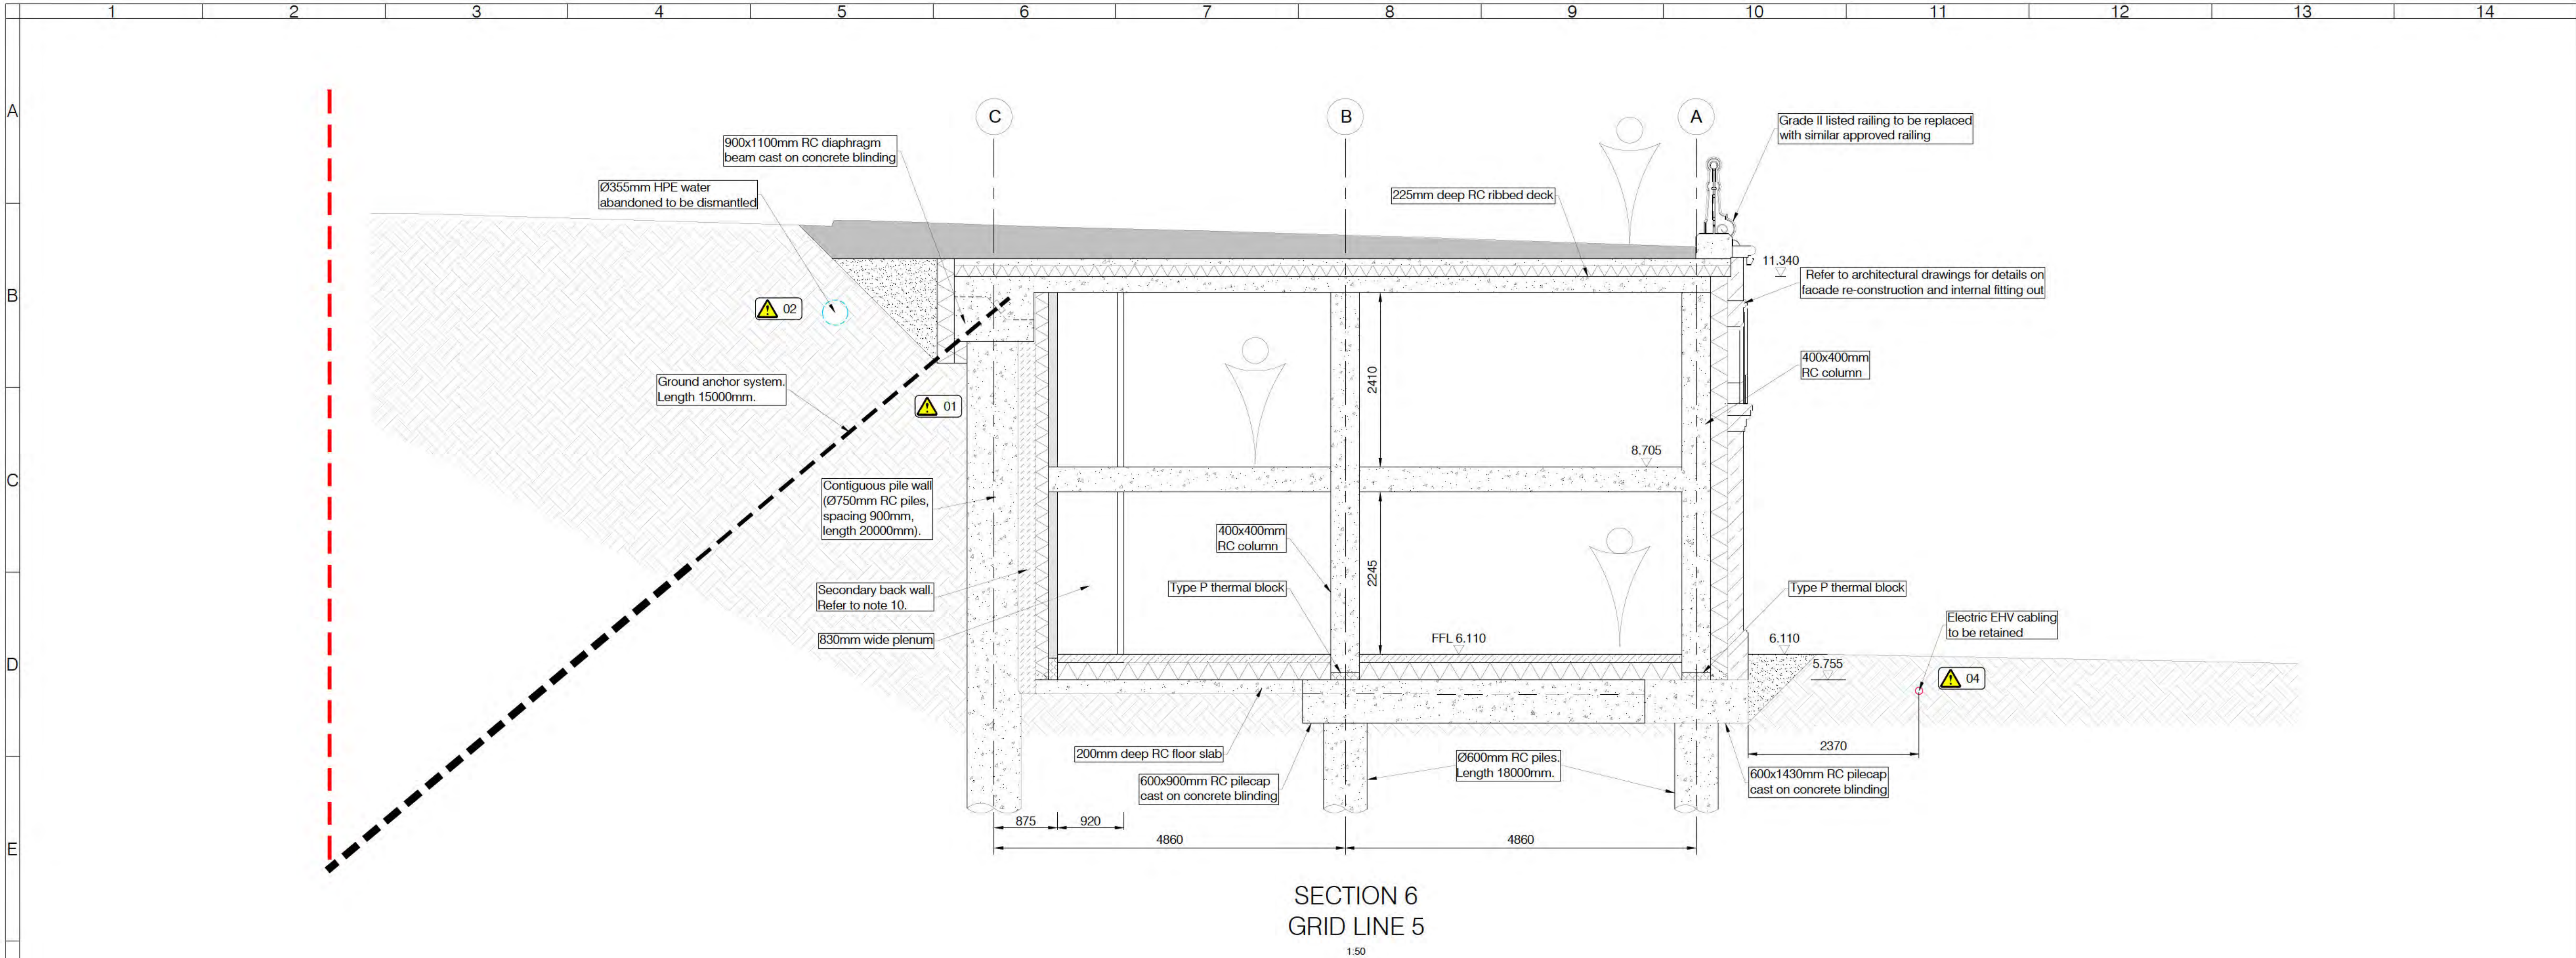 1 2 3 4 5 6 7 8 9 10 11 12 13 14
A
B
C
D
E
C
B
A
900x1100mm RC diaphragm
beam cast on concrete blinding
Ø355mm HPE water
abandoned to be dismantled
225mm deep RC ribbed deck
Grade II listed railing to be replaced
with similar approved railing
11.340
Refer to architectural drawings for details on
facade re-construction and internal fitting out
02
400x400mm
RC column
Ground anchor system.
Length 15000mm.
01
2410
8.705
Contiguous pile wall
(Ø750mm RC piles,
spacing 900mm,
length 20000mm).
400x400mm
RC column
2245
Secondary back wall.
Refer to note 10.
Type P thermal block
Type P thermal block
830mm wide plenum
FFL 6.110
6.110
5.755
Electric EHV cabling
to be retained
04
200mm deep RC floor slab
600x900mm RC pilecap
cast on concrete blinding
Ø600mm RC piles.
Length 18000mm.
2370
600x1430mm RC pilecap
cast on concrete blinding
875
920
4860
4860
SECTION 6
GRID LINE 5
1:50